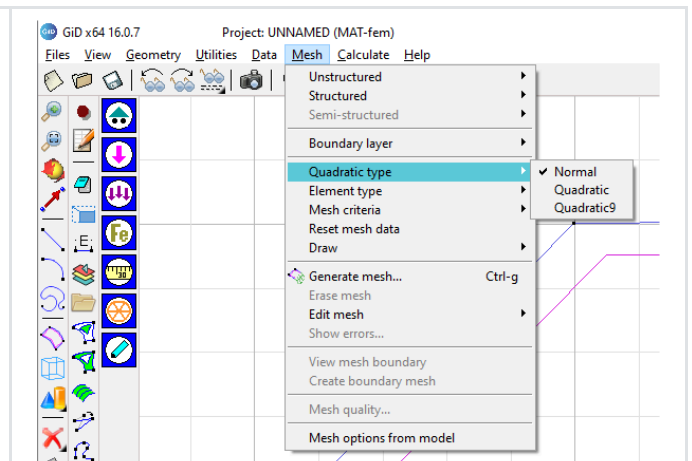 GiD GiD x64 16.0.7 Project: UNNAMED (MAT-fem)
Files View Geometry Utilities Data Mesh Calculate Help
Unstructured
Structured
Semi-structured
Boundary layer
Quadratic type
Normal
Element type
Quadratic
Mesh criteria
Quadratic9
Reset mesh data
Draw
Generate mesh... Ctrl-g
Erase mesh
Edit mesh
Show errors...
View mesh boundary
Create boundary mesh
Mesh quality...
Mesh options from model
:E:
Fe
30